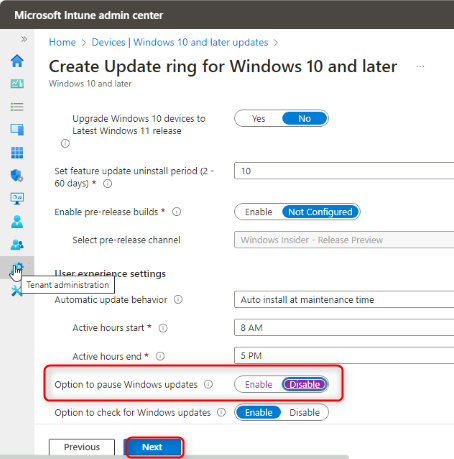 Microsoft Intune admin center
»
Home > Devices | Windows 10 and later updates >
Create Update ring for Windows 10 and later ...
Windows 10 and later
Upgrade Windows 10 devices to
Latest Windows 11 release
Yes No
Set feature update uninstall period (2 -
60 days) *
10
Enable pre-release builds *
Enable Not Configured
Select pre-release channel
Windows Insider - Release Preview
User experience settings
Tenant administration
Automatic update behavior
Auto install at maintenance time
Active hours start *
8 AM
Active hours end *
5 PM
Option to pause Windows updates
Enable Disable
Option to check for Windows updates
Enable Disable
Previous Next